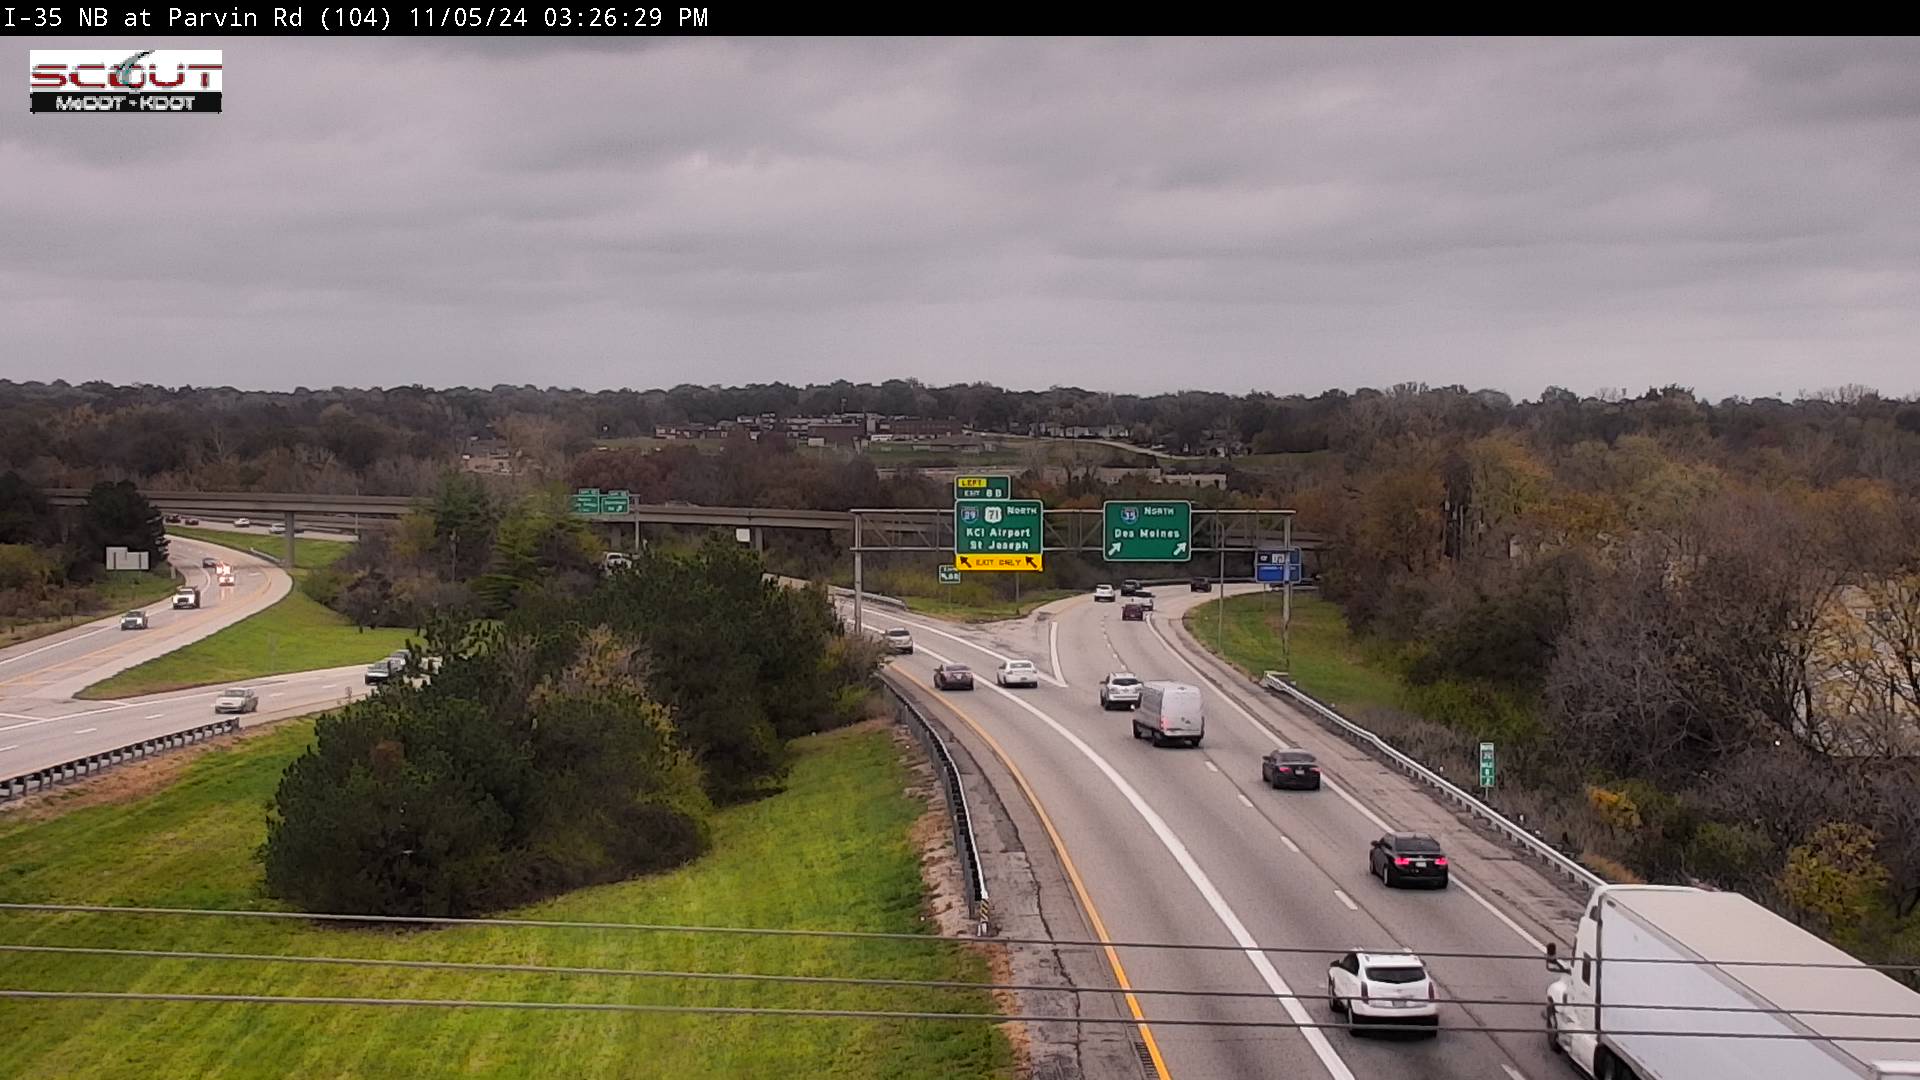 I-35 NB at Parvin Rd (104) 11/05/24 03:26:29 PM
SCOUT
MoDOT - KDOT
LEFT
EXIT 8B
29 71 NORTH
KCI Airport
St Joseph
EXIT ONLY
35 NORTH
Des Moines